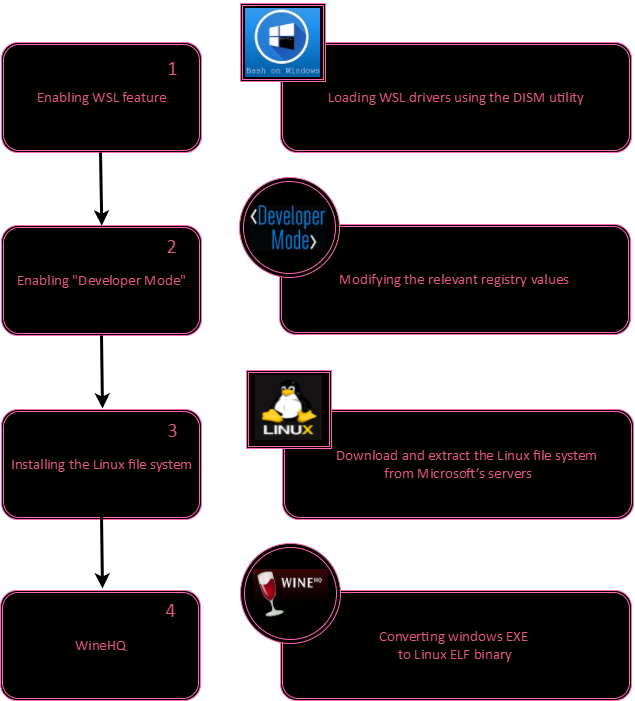 1
Enabling WSL feature
Bash on Windows
Loading WSL drivers using the DISM utility
2
Enabling "Developer Mode"
<Developer
Mode>
Modifying the relevant registry values
3
Installing the Linux file system
LINUX
Download and extract the Linux file system
from Microsoft’s servers
4
WineHQ
WINE HQ
Converting windows EXE
to Linux ELF binary